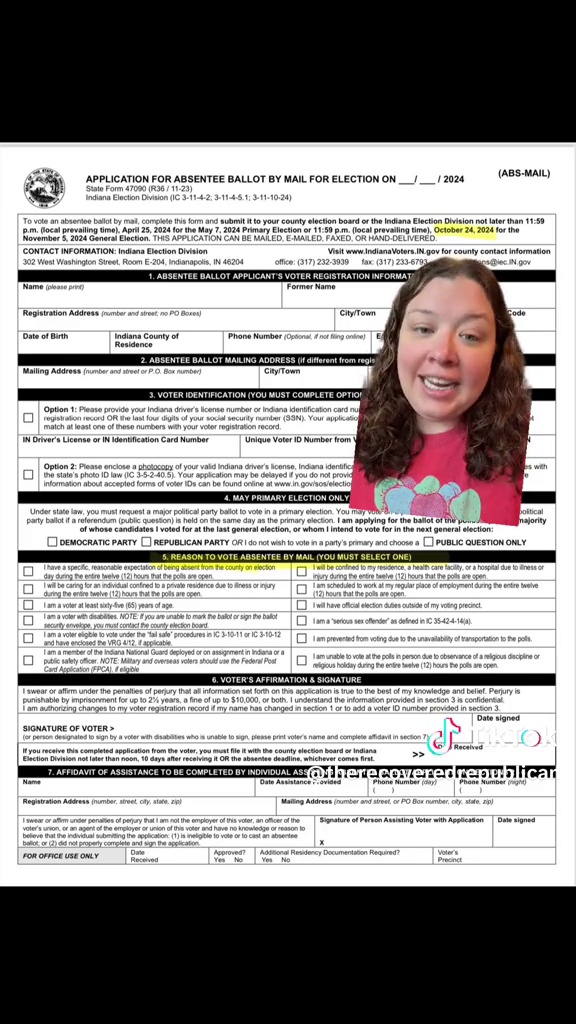 APPLICATION FOR ABSENTEE BALLOT BY MAIL FOR ELECTION ON ___/ ___ / 2024
(ABS-MAIL)
State Form 47090 (R36 / 11-23)
Indiana Election Division (IC 3-11-4-2; 3-11-4-5.1; 3-11-10-24)
To vote an absentee ballot by mail, complete this form and submit it to your county election board or the Indiana Election Division not later than 11:59
p.m. (local prevailing time), April 25, 2024 for the May 7, 2024 Primary Election or 11:59 p.m. (local prevailing time), October 24, 2024 for the
November 5, 2024 General Election. THIS APPLICATION CAN BE MAILED, E-MAILED, FAXED, OR HAND-DELIVERED.
CONTACT INFORMATION: Indiana Election Division Visit www.IndianaVoters.IN.gov for county contact information
302 West Washington Street, Room E-204, Indianapolis, IN 46204 office: (317) 232-3939 fax: (317) 233-6793 ns@iec.IN.gov
1. ABSENTEE BALLOT APPLICANT'S VOTER REGISTRATION INFORMAT
Name (please print) Former Name
Registration Address (number and street; no PO Boxes) City/Town Code
Date of Birth Indiana County of Phone Number (Optional, if not filing online) E
Residence
2. ABSENTEE BALLOT MAILING ADDRESS (if different from regis
Mailing Address (number and street or P.O. Box number) City/Town
3. VOTER IDENTIFICATION (YOU MUST COMPLETE OPTIO
Option 1: Please provide your Indiana driver's license number or Indiana identification card nu
registration record OR the last four digits of your social security number (SSN). Your applicatio
match at least one of these numbers with your voter registration record. not
IN Driver's License or IN Identification Card Number Unique Voter ID Number from V
Option 2: Please enclose a photocopy of your valid Indiana driver's license, Indiana identifica es with
the state's photo ID law (IC 3-5-2-40.5). Your application may be delayed if you do not provid
information about accepted forms of voter IDs can be found online at www.in.gov/sos/electio
4. MAY PRIMARY ELECTION ONLY
Under state law, you must request a major political party ballot to vote in a primary election. You may vote political
party ballot if a referendum (public question) is held on the same day as the primary election. I am applying for the ballot of the majority
of whose candidates I voted for at the last general election, or whom I intend to vote for in the next general election:
DEMOCRATIC PARTY REPUBLICAN PARTY OR I do not wish to vote in a party's primary and choose a PUBLIC QUESTION ONLY
5. REASON TO VOTE ABSENTEE BY MAIL (YOU MUST SELECT ONE)
I have a specific, reasonable expectation of being absent from the county on election
day during the entire twelve (12) hours that the polls are open.
I will be confined to my residence, a health care facility, or a hospital due to illness or
injury during the entire twelve (12) hours that the polls are open.
I will be caring for an individual confined to a private residence due to illness or injury
during the entire twelve (12) hours that the polls are open.
I am scheduled to work at my regular place of employment during the entire twelve
(12) hours that the polls are open.
I am a voter at least sixty-five (65) years of age.
I will have official election duties outside of my voting precinct.
I am a voter with disabilities. NOTE: If you are unable to mark the ballot or sign the ballot
security envelope, you must contact the county election board.
I am a "serious sex offender" as defined in IC 35-42-4-14(a).
I am a voter eligible to vote under the "fail safe" procedures in IC 3-10-11 or IC 3-10-12
and have enclosed the VRG 4/12, if applicable.
I am prevented from voting due to the unavailability of transportation to the polls.
I am a member of the Indiana National Guard deployed or on assignment in Indiana or a
public safety officer. NOTE: Military and overseas voters should use the Federal Post
Card Application (FPCA), if eligible
I am unable to vote at the polls in person due to observance of a religious discipline or
religious holiday during the entire twelve (12) hours the polls are open.
6. VOTER'S AFFIRMATION & SIGNATURE
I swear or affirm under the penalties of perjury that all information set forth on this application is true to the best of my knowledge and belief. Perjury is
punishable by imprisonment for up to 2½ years, a fine of up to $10,000, or both. I understand the information provided in section 3 is confidential.
I am authorizing changes to my voter registration record if my name has changed in section 1 or to add a voter ID number provided in section 3.
Date signed
SIGNATURE OF VOTER >
(or person designated to sign by a voter with disabilities who is unable to sign, please print voter's name and complete affidavit in section 7)
TikTok
If you receive this completed application from the voter, you must file it with the county election board or Indiana
Election Division not later than noon, 10 days after receiving it OR the absentee deadline, whichever comes first. >>
Received
@therecoveredrepublican
7. AFFIDAVIT OF ASSISTANCE TO BE COMPLETED BY INDIVIDUAL ASS
Name Date Assistance Provided Phone Number (day) Phone Number (night)
( ) ( )
Registration Address (number, street, city, state, zip) Mailing Address (number and street, or PO Box number, city, state, zip)
I swear or affirm under the penalties of perjury that I am not the employer of this voter, an officer of the
voter's union, or an agent of the employer or union of this voter and have no knowledge or reason to
believe that the individual submitting the application: (1) is ineligible to vote or to cast an absentee
ballot; or (2) did not properly complete and sign the application.
Signature of Person Assisting Voter with Application Date signed
X
FOR OFFICE USE ONLY Date Received Approved? Yes No Additional Residency Documentation Required? Yes No Voter's Precinct